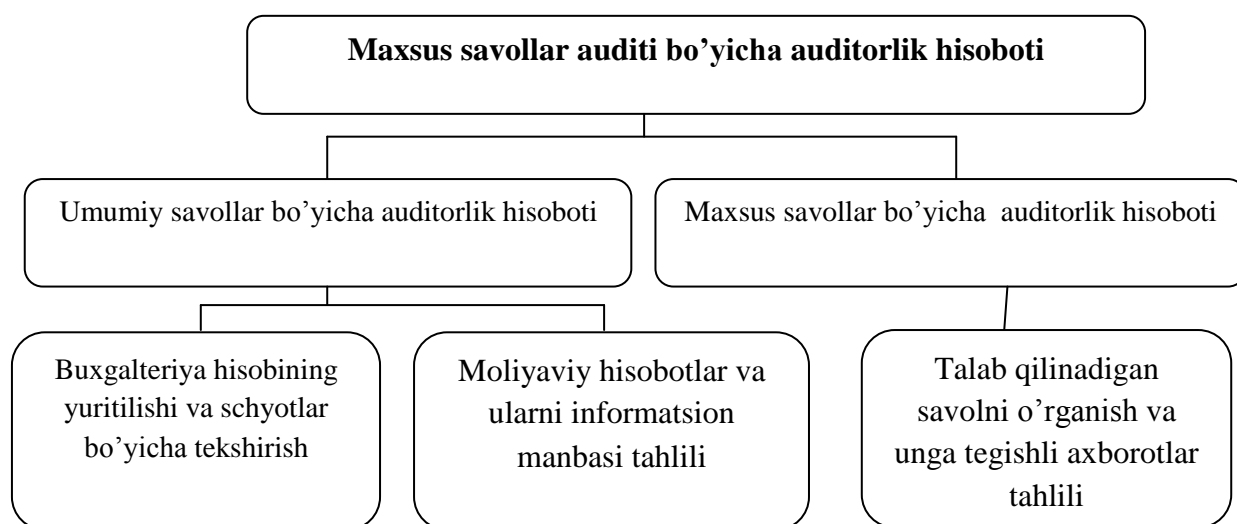 Maxsus savollar auditi bo’yicha auditorlik hisoboti
Umumiy savollar bo’yicha auditorlik hisoboti
Maxsus savollar bo’yicha auditorlik hisoboti
Buxgalteriya hisobining
yuritilishi va schyotlar
bo’yicha tekshirish
Moliyaviy hisobotlar va
ularni informatsion
manbasi tahlili
Talab qilinadigan
savolni o’rganish va
unga tegishli axborotlar
tahlili